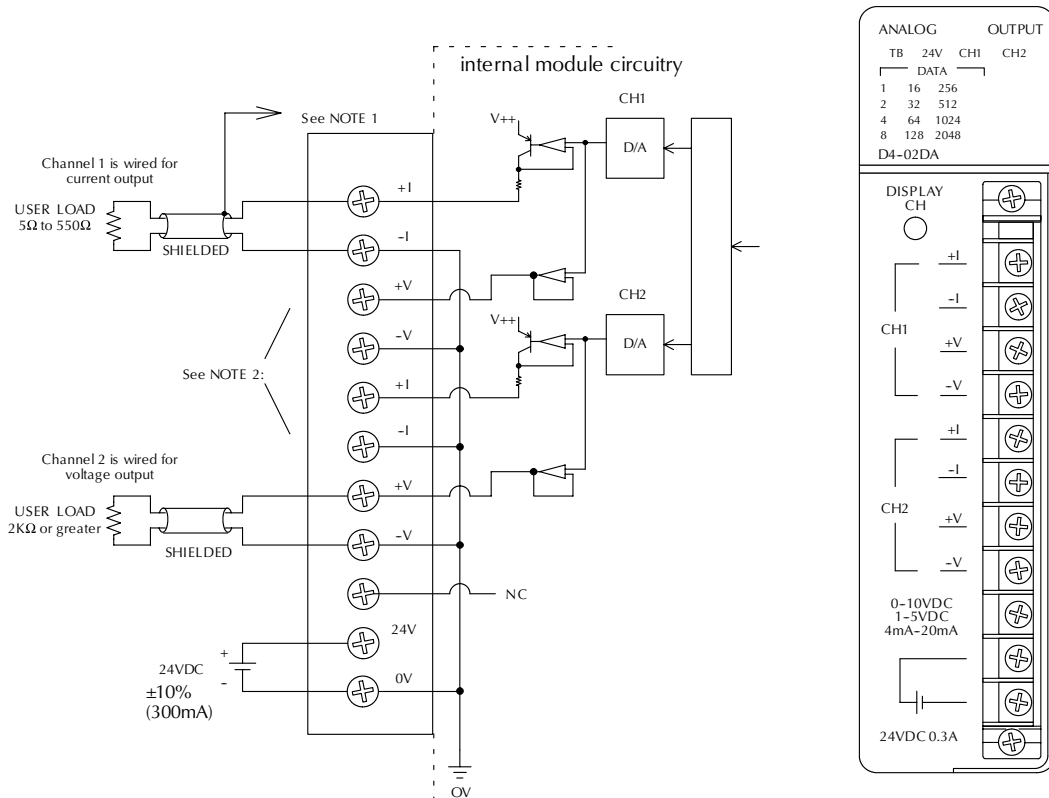 internal module circuitry
See NOTE 1
V++
CH1
D/A
Channel 1 is wired for
current output
USER LOAD
5Ω to 550Ω
SHIELDED
+I
-I
+V
-V
See NOTE 2:
+I
-I
V++
CH2
D/A
Channel 2 is wired for
voltage output
USER LOAD
2KΩ or greater
SHIELDED
+V
-V
NC
24V
0V
+
24VDC
-
±10%
(300mA)
OV
ANALOG OUTPUT
TB 24V CH1 CH2
DATA
1 16 256
2 32 512
4 64 1024
8 128 2048
D4-02DA
DISPLAY
CH
CH1
+I
-I
+V
-V
CH2
+I
-I
+V
-V
0-10VDC
1-5VDC
4mA-20mA
24VDC 0.3A